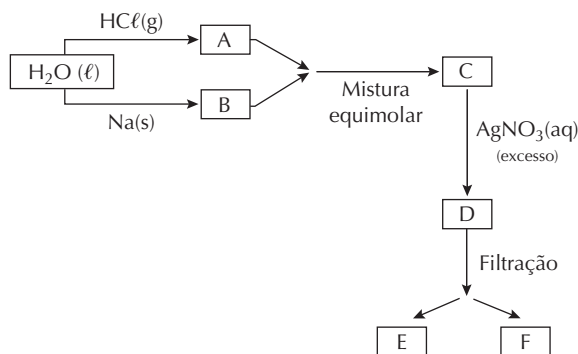 HCℓ(g)
A
H₂O (ℓ)
B
Na(s)
Mistura
equimolar
C
AgNO₃(aq)
(excesso)
D
Filtração
E
F